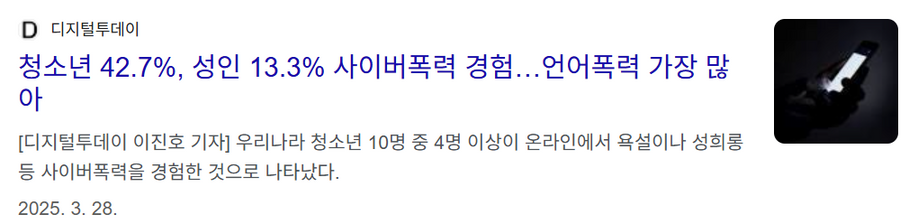 D 디지털투데이
청소년 42.7%, 성인 13.3% 사이버폭력 경험…언어폭력 가장 많
아
[디지털투데이 이진호 기자] 우리나라 청소년 10명 중 4명 이상이 온라인에서 욕설이나 성희롱
등 사이버폭력을 경험한 것으로 나타났다.
2025. 3. 28.